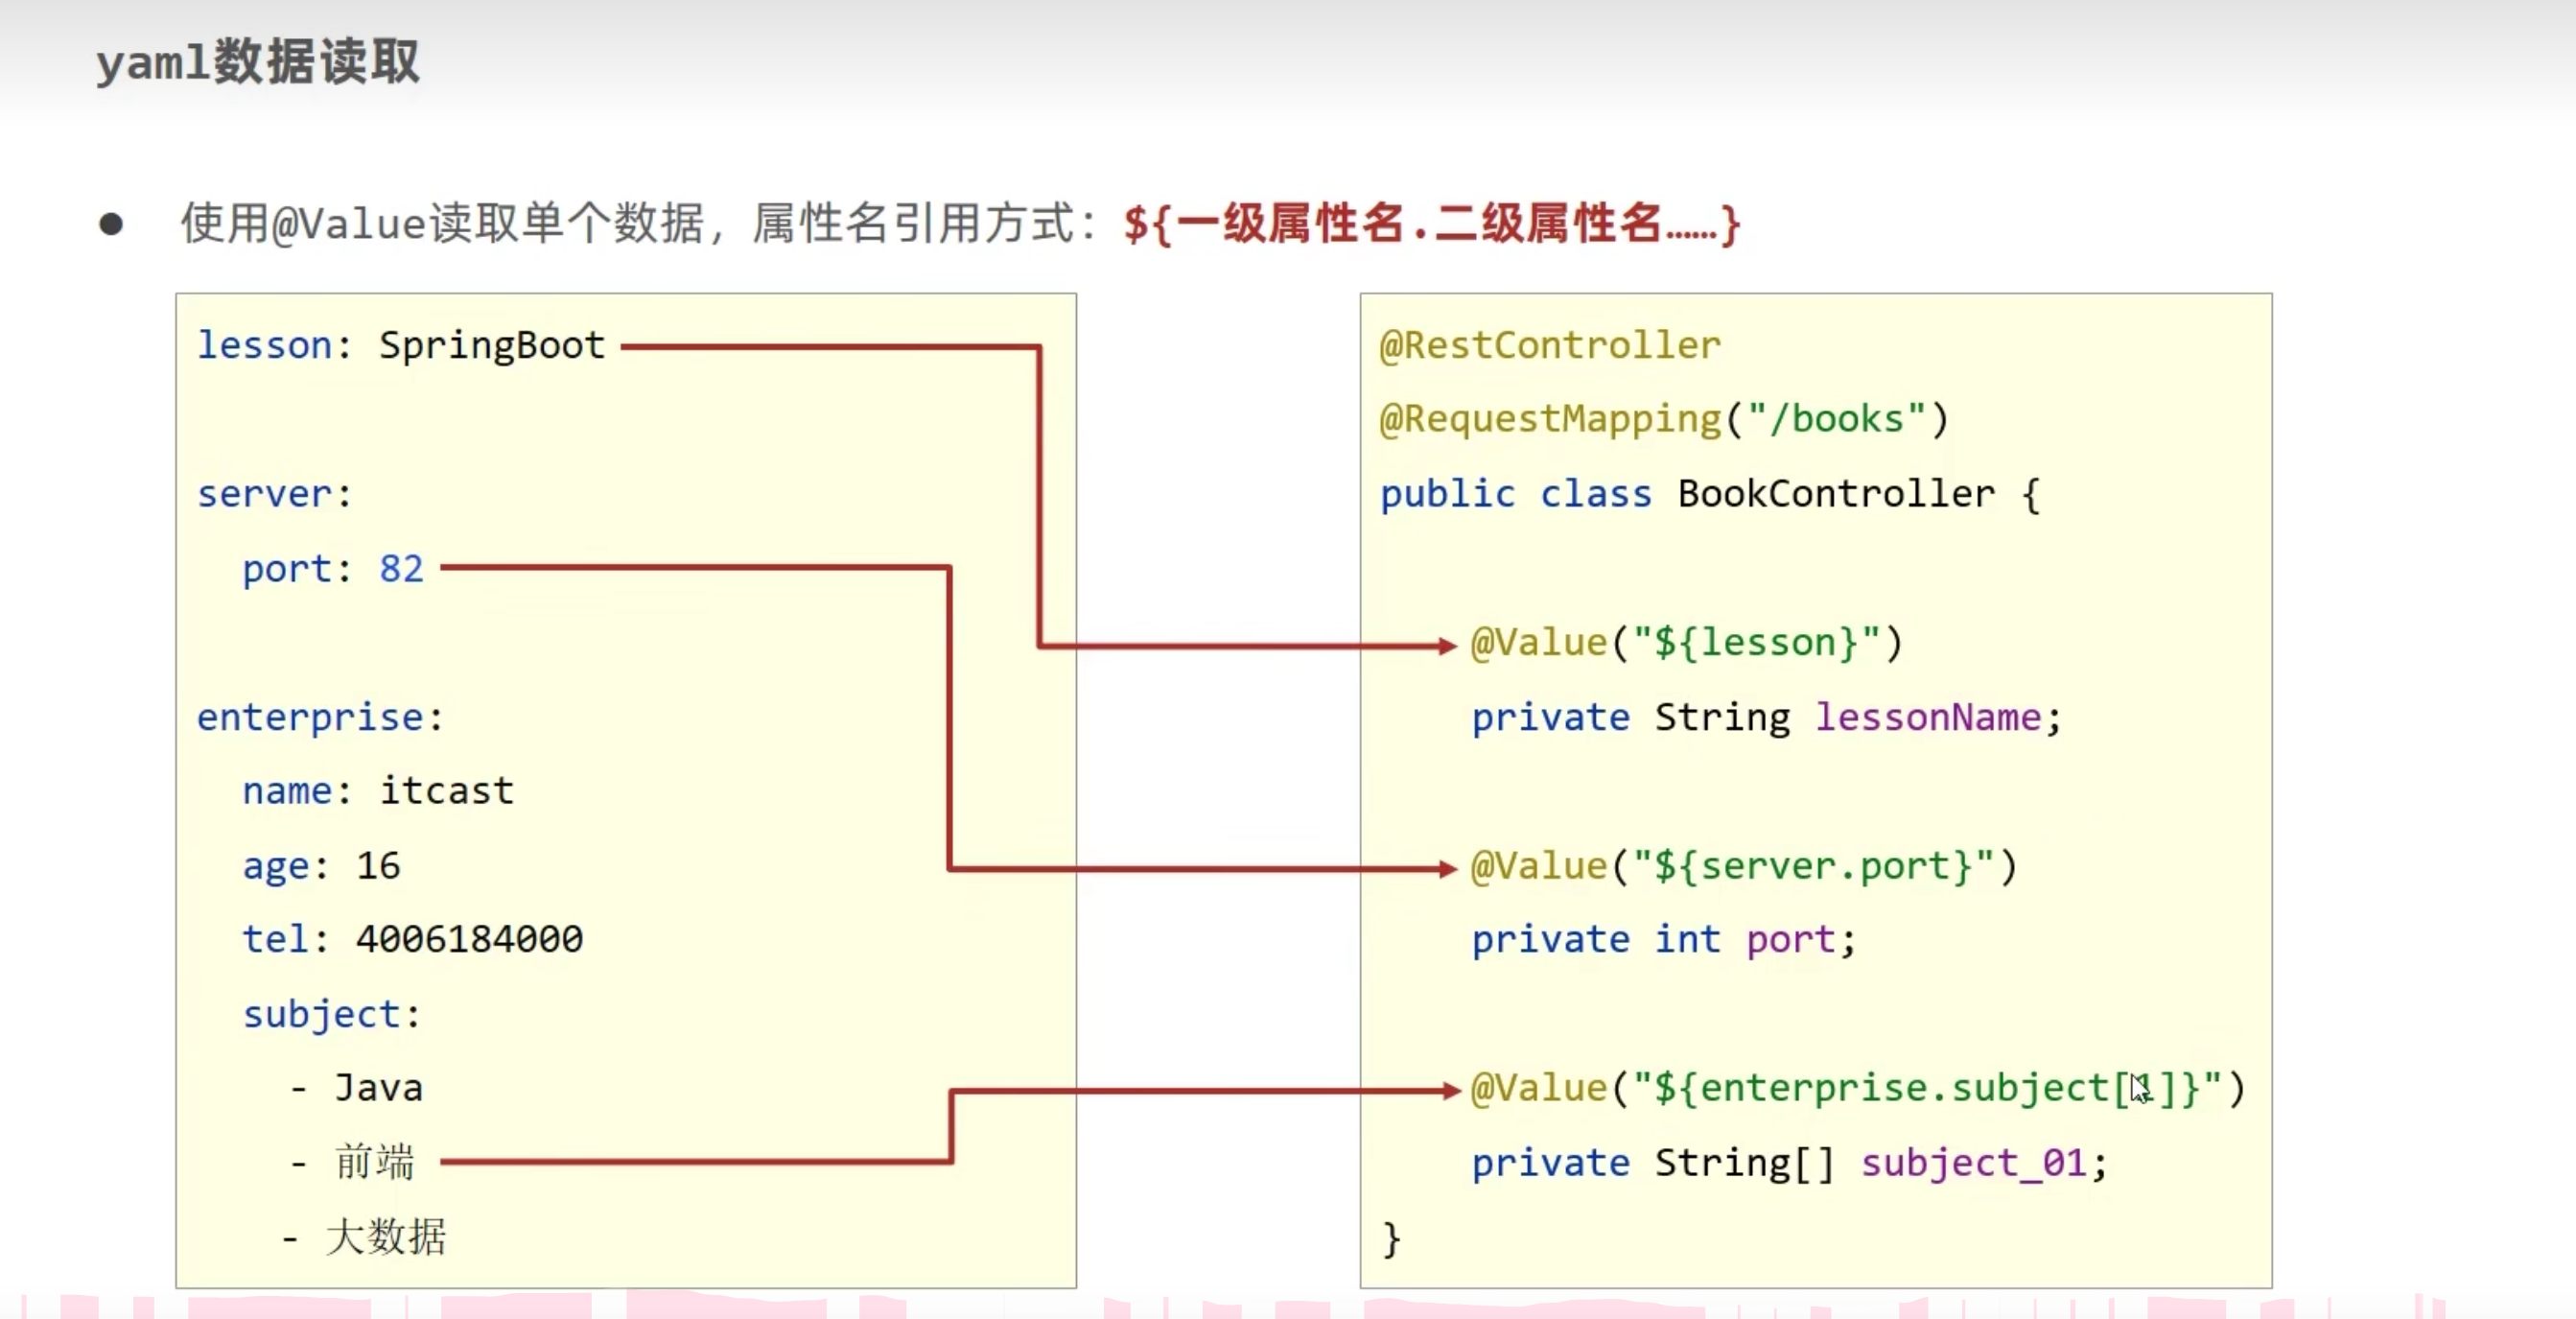 yaml数据读取
● 使用@Value读取单个数据，属性名引用方式：${一级属性名.二级属性名……}
lesson: SpringBoot
server:
port: 82
enterprise:
name: itcast
age: 16
tel: 4006184000
subject:
- Java
- 前端
- 大数据
@RestController
@RequestMapping("/books")
public class BookController {
@Value("${lesson}")
private String lessonName;
@Value("${server.port}")
private int port;
@Value("${enterprise.subject[1]}")
private String[] subject_01;
}